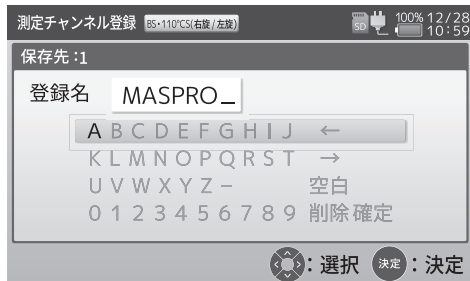 測定チャンネル登録 BS・110°CS(右旋/左旋) SD 100% 12/28
10:59
保存先:1
登録名 MASPRO_
A B C D E F G H I J ←
K L M N O P Q R S T →
U V W X Y Z − 空白
0 1 2 3 4 5 6 7 8 9 削除 確定
:選択 決定:決定